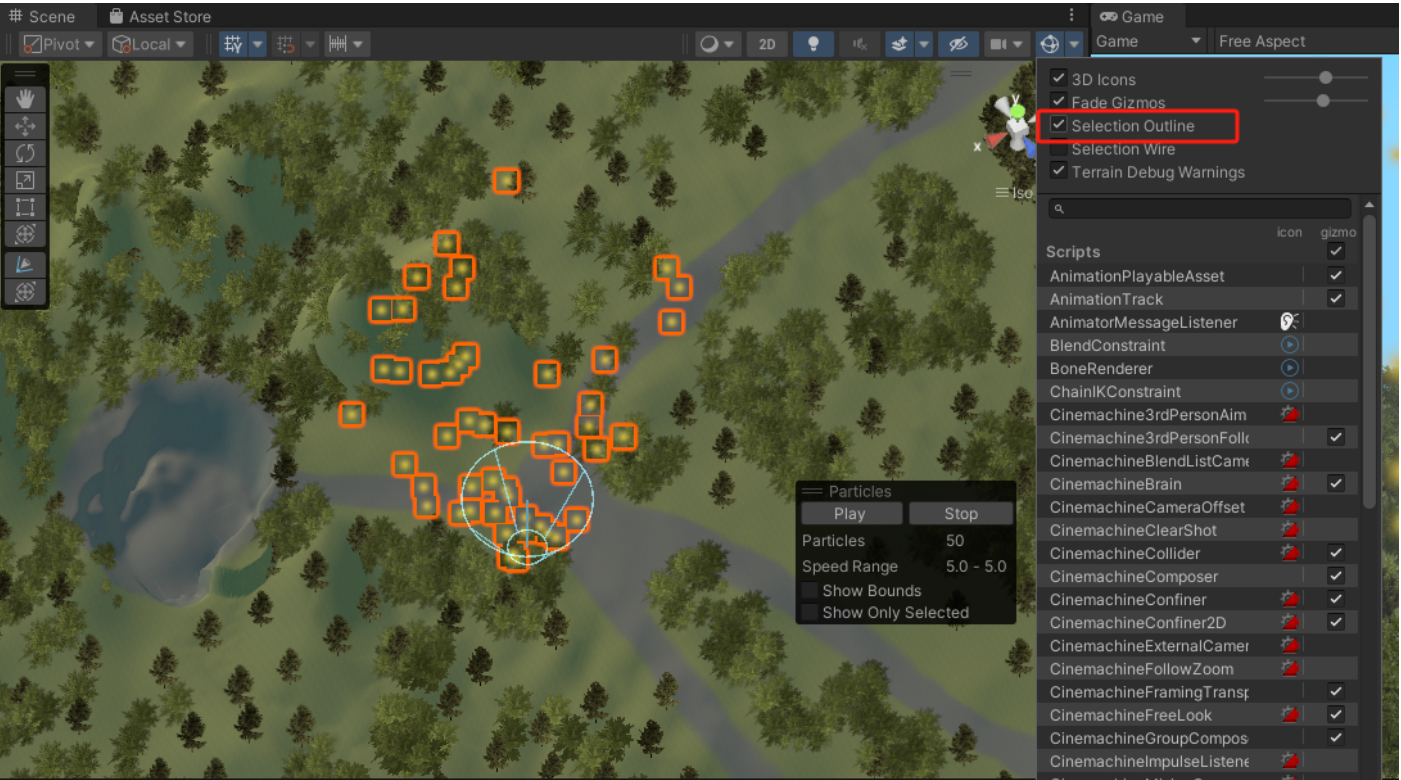 Scene
Asset Store
Game
Pivot
Local
2D
Game
Free Aspect
y
x
Iso
3D Icons
Fade Gizmos
Selection Outline
Selection Wire
Terrain Debug Warnings
icon gizmo
Scripts
AnimationPlayableAsset
AnimationTrack
AnimatorMessageListener
BlendConstraint
BoneRenderer
ChainIKConstraint
Cinemachine3rdPersonAim
Cinemachine3rdPersonFollo
CinemachineBlendListCame
CinemachineBrain
CinemachineCameraOffset
CinemachineClearShot
CinemachineCollider
CinemachineComposer
CinemachineConfiner
CinemachineConfiner2D
CinemachineExternalCamer
CinemachineFollowZoom
CinemachineFramingTransp
CinemachineFreeLook
CinemachineGroupCompos
CinemachineImpulseListene
Particles
Play Stop
Particles 50
Speed Range 5.0 - 5.0
Show Bounds
Show Only Selected